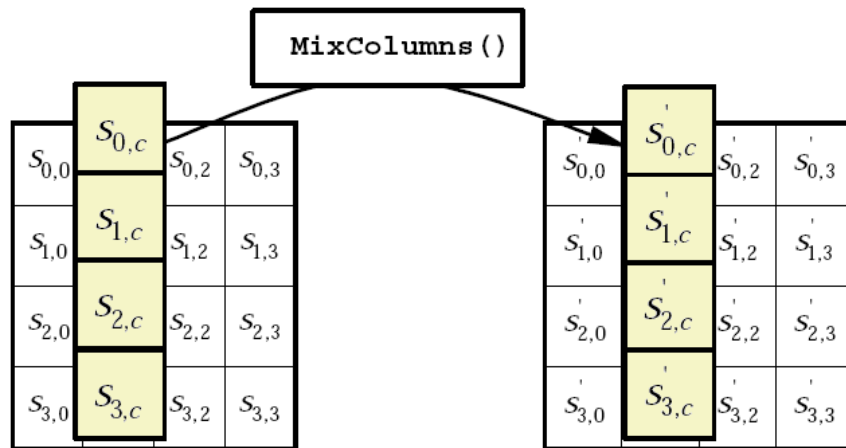 MixColumns()
S0,0 S0,c S0,2 S0,3 S'0,0 S'0,c S'0,2 S'0,3
S1,0 S1,c S1,2 S1,3 S'1,0 S'1,c S'1,2 S'1,3
S2,0 S2,c S2,2 S2,3 S'2,0 S'2,c S'2,2 S'2,3
S3,0 S3,c S3,2 S3,3 S'3,0 S'3,c S'3,2 S'3,3